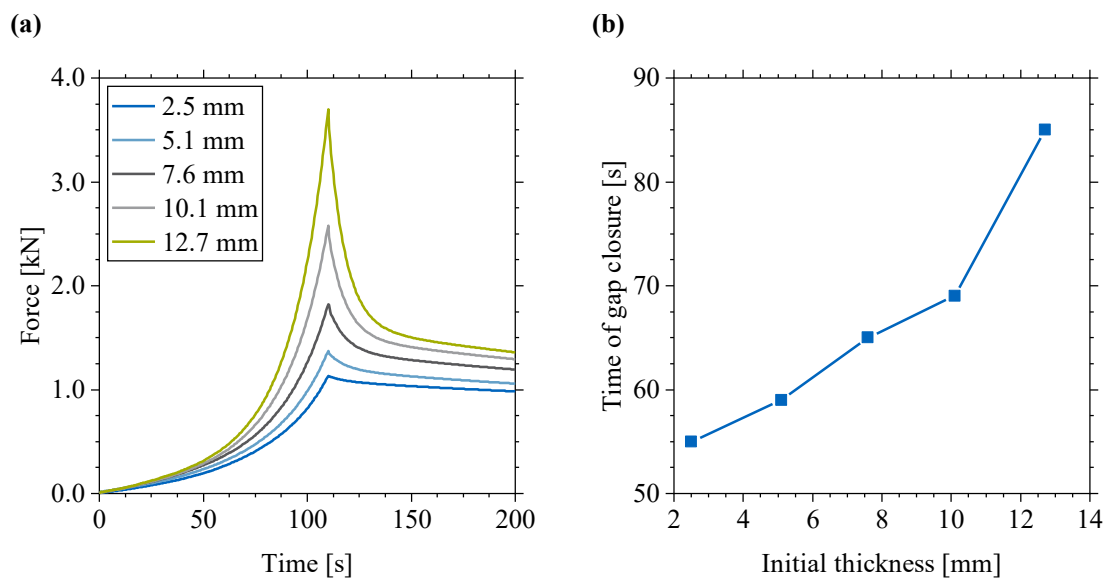 (a)
4.0
3.0
2.0
1.0
0.0
Force [kN]
2.5 mm
5.1 mm
7.6 mm
10.1 mm
12.7 mm
0
50
100
150
200
Time [s]
(b)
90
80
70
60
50
Time of gap closure [s]
2
4
6
8
10
12
14
Initial thickness [mm]